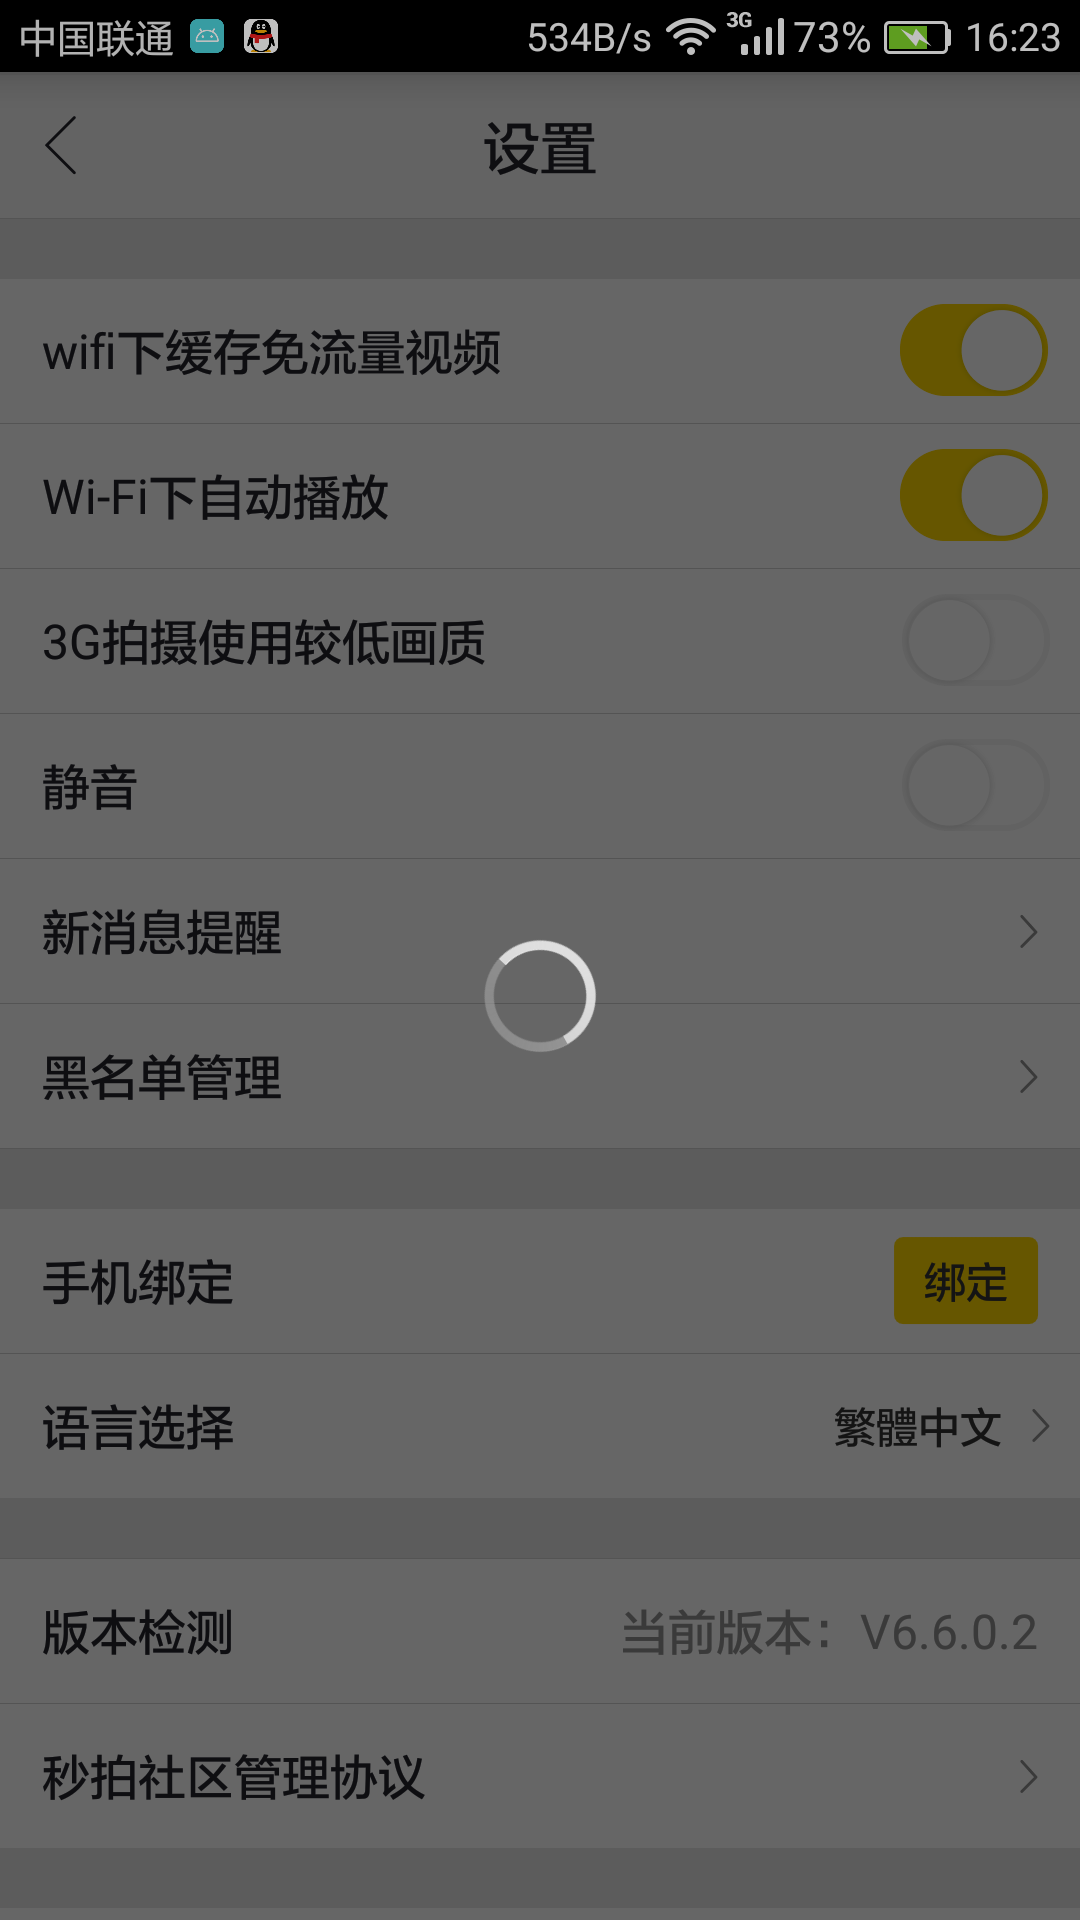 中国联通 534B/s 3G 73% 16:23
设置
wifi下缓存免流量视频
Wi-Fi下自动播放
3G拍摄使用较低画质
静音
新消息提醒
黑名单管理
手机绑定 绑定
语言选择 繁體中文
版本检测 当前版本：V6.6.0.2
秒拍社区管理协议